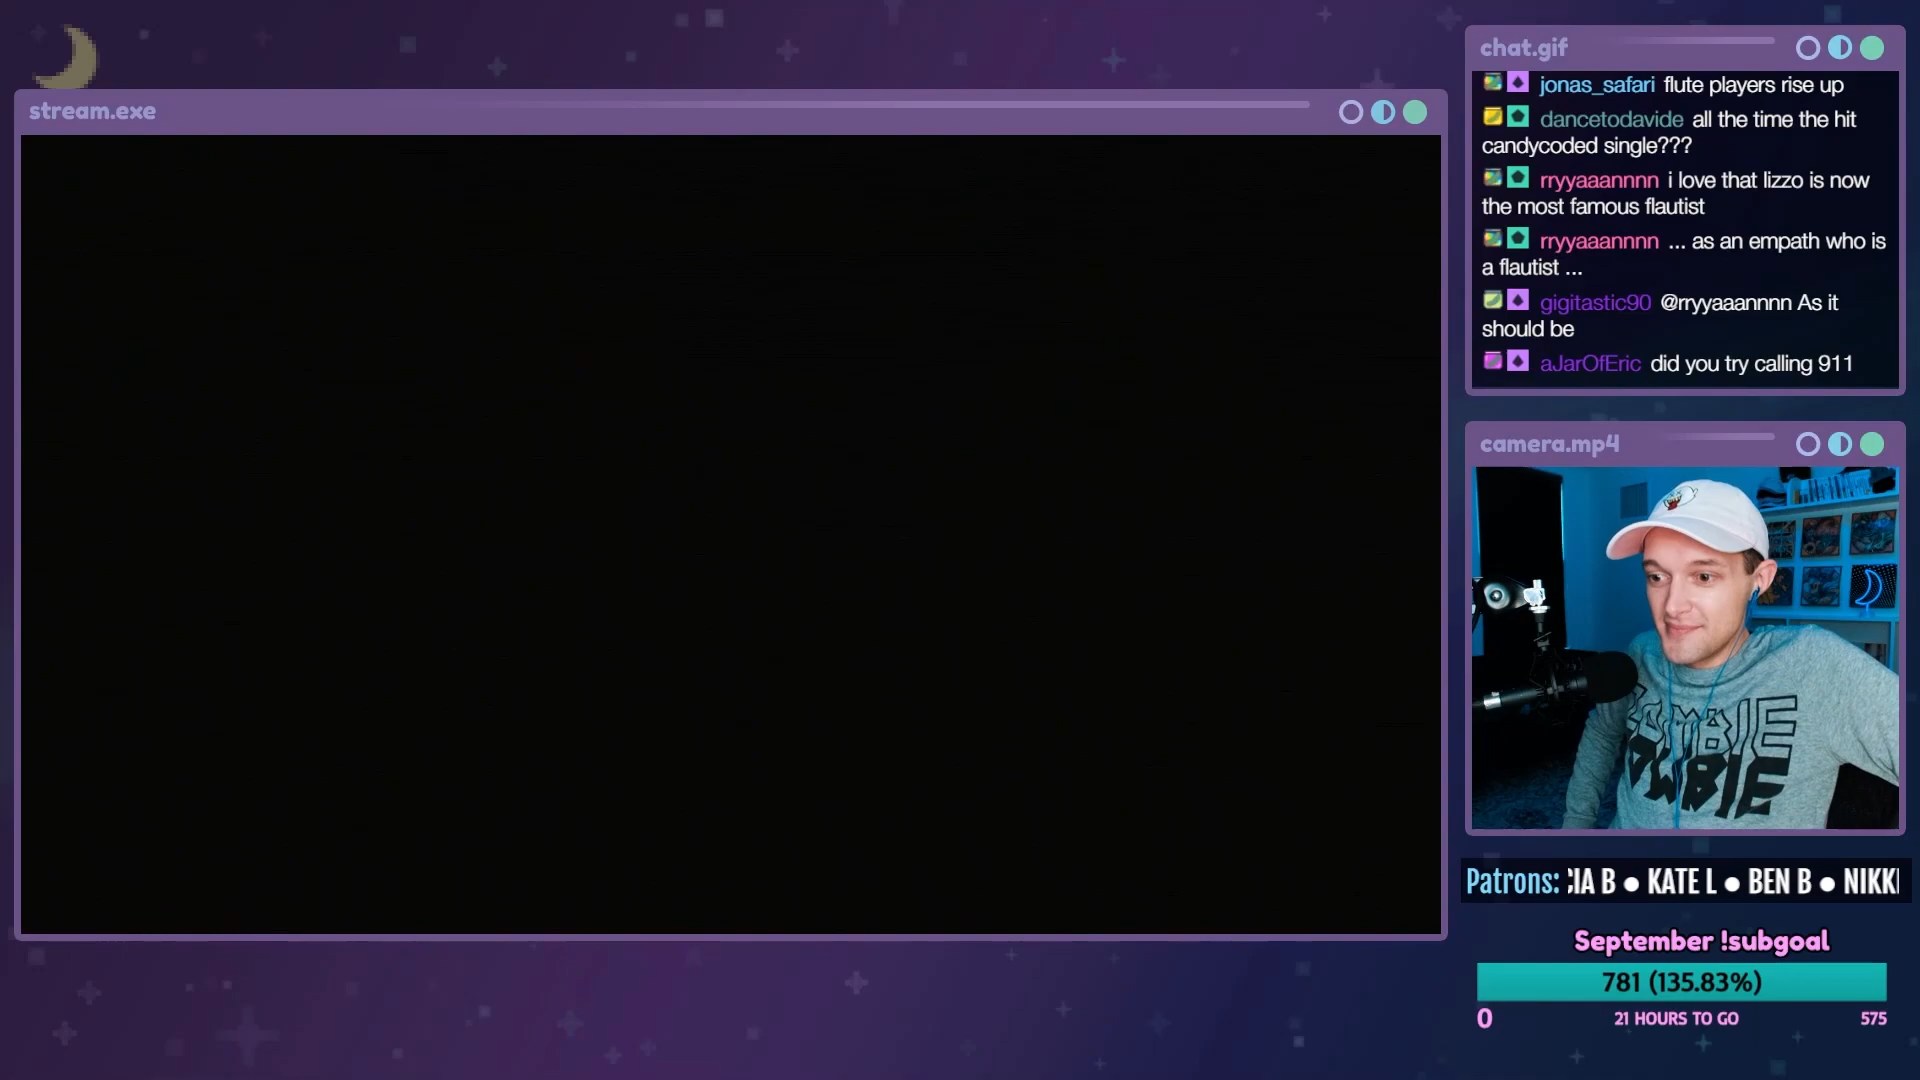 stream.exe
chat.gif
jonas_safari flute players rise up
dancetodavide all the time the hit
candycoded single???
rryyaaannnn i love that lizzo is now
the most famous flautist
rryyaaannnn ... as an empath who is
a flautist ...
gigitastic90 @rryyaaannnn As it
should be
aJarOfEric did you try calling 911
camera.mp4
ZOMBIE
Patrons: CIA B ● KATE L ● BEN B ● NIKKI
September !subgoal
781 (135.83%)
0 21 HOURS TO GO 575